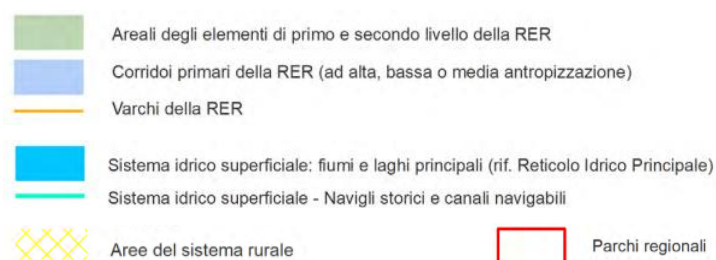 Areali degli elementi di primo e secondo livello della RER
Corridoi primari della RER (ad alta, bassa o media antropizzazione)
Varchi della RER
Sistema idrico superficiale: fiumi e laghi principali (rif. Reticolo Idrico Principale)
Sistema idrico superficiale - Navigli storici e canali navigabili
Aree del sistema rurale
Parchi regionali